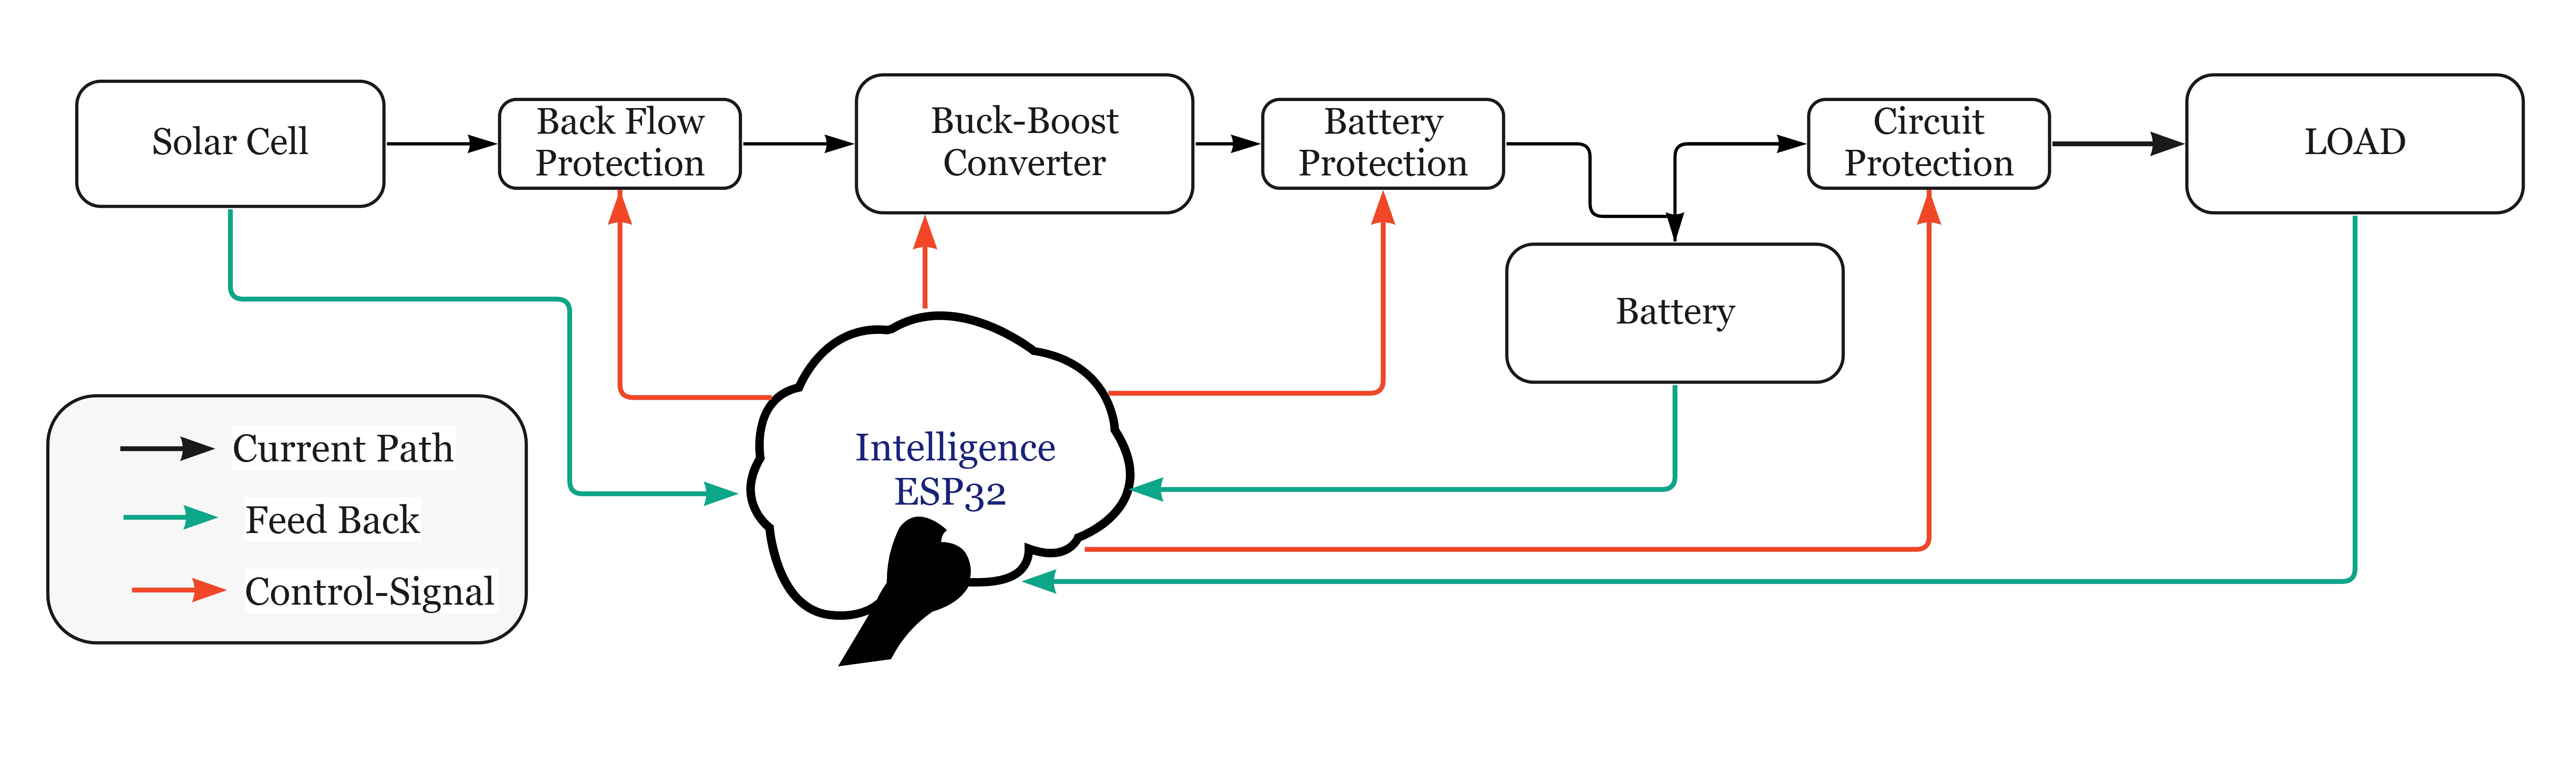 Solar Cell
Back Flow
Protection
Buck-Boost
Converter
Battery
Protection
Circuit
Protection
LOAD
Battery
Intelligence
ESP32
Current Path
Feed Back
Control-Signal